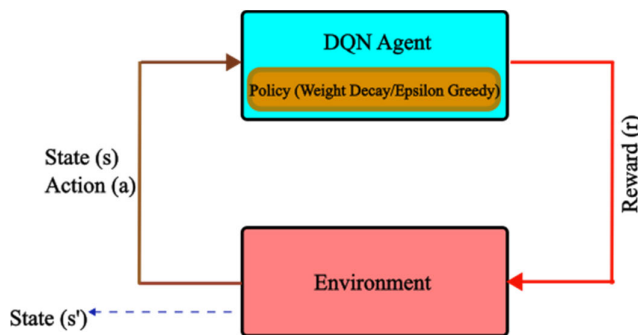 DQN Agent
Policy (Weight Decay/Epsilon Greedy)
State (s)
Action (a)
Reward (r)
Environment
State (s')